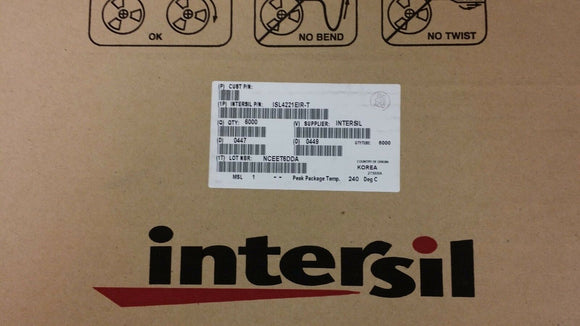 OK
NO BEND
NO TWIST
(P) CUST P/N:
(1P) INTERSIL P/N: ISL4221EIR-T
(Q) QTY: 6000 (V) SUPPLIER: INTERSIL
(D) 0447 (D) 0448 6000
(1T) LOT NBR: NCEET6DDA
COUNTRY OF ORIGIN
KOREA
MSL 1 -- Peak Package Temp. 240 Deg C
intersil